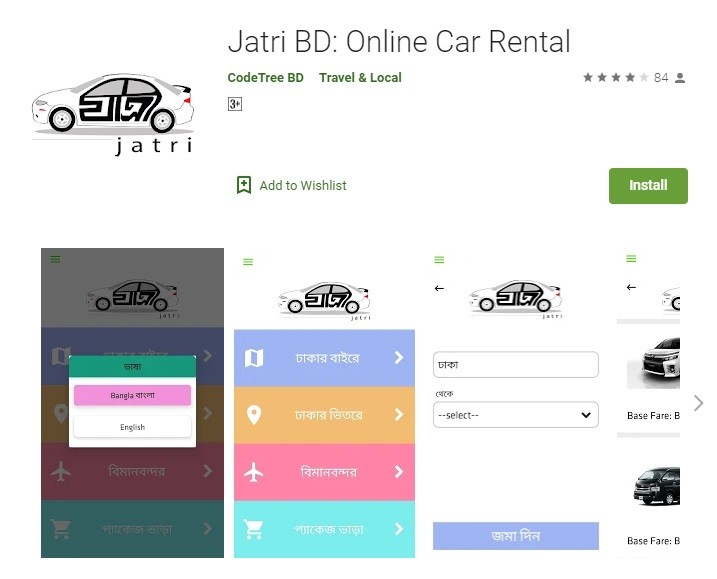 Jatri BD: Online Car Rental
CodeTree BD Travel & Local
84
3+
যাত্রী
jatri
Add to Wishlist
Install
যাত্রী
jatri
ভাষা
Bangla বাংলা
English
বিমানবন্দর
প্যাকেজ ভাড়া
যাত্রী
jatri
ঢাকার বাইরে
ঢাকার ভিতরে
বিমানবন্দর
প্যাকেজ ভাড়া
যাত্রী
jatri
ঢাকা
থেকে
--select--
জমা দিন
Base Fare: B
Base Fare: B